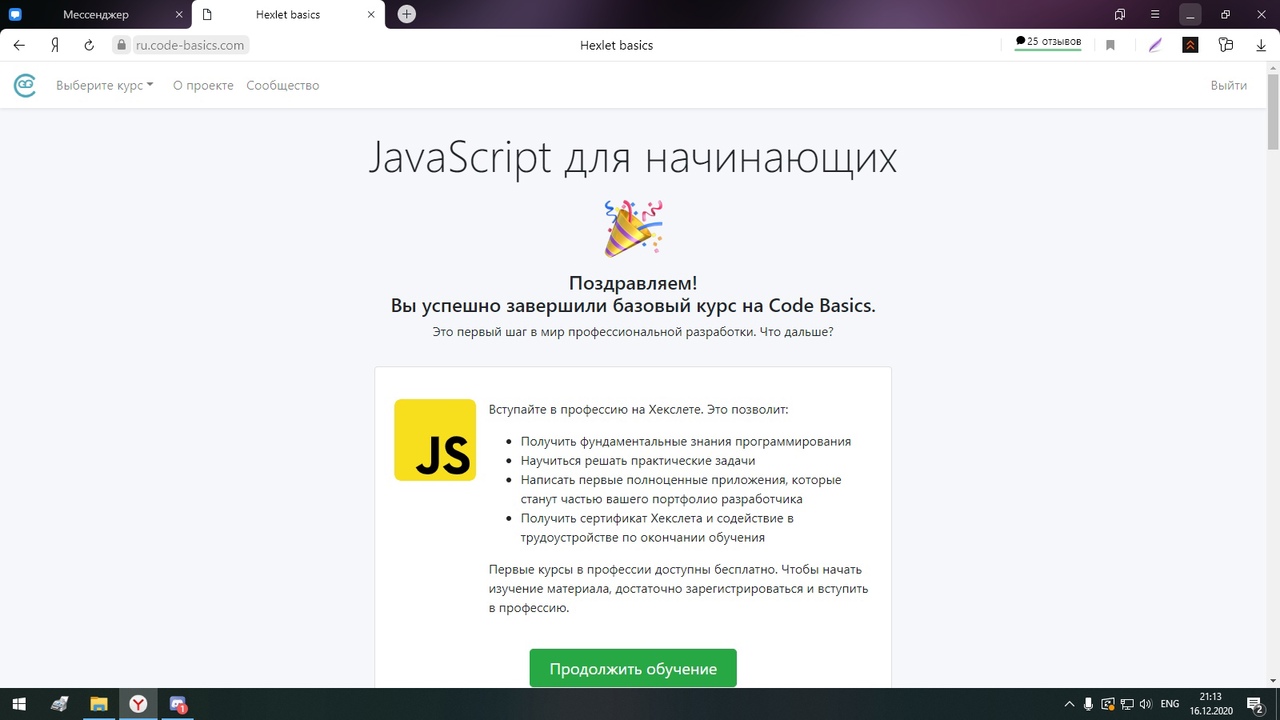 Мессенджер
Hexlet basics
ru.code-basics.com
Hexlet basics
25 отзывов
Выберите курс
О проекте
Сообщество
Выйти
JavaScript для начинающих
Поздравляем!
Вы успешно завершили базовый курс на Code Basics.
Это первый шаг в мир профессиональной разработки. Что дальше?
JS
Вступайте в профессию на Хекслете. Это позволит:
Получить фундаментальные знания программирования
Научиться решать практические задачи
Написать первые полноценные приложения, которые
станут частью вашего портфолио разработчика
Получить сертификат Хекслета и содействие в
трудоустройстве по окончании обучения
Первые курсы в профессии доступны бесплатно. Чтобы начать
изучение материала, достаточно зарегистрироваться и вступить
в профессию.
Продолжить обучение
1
ENG
21:13
16.12.2020
2